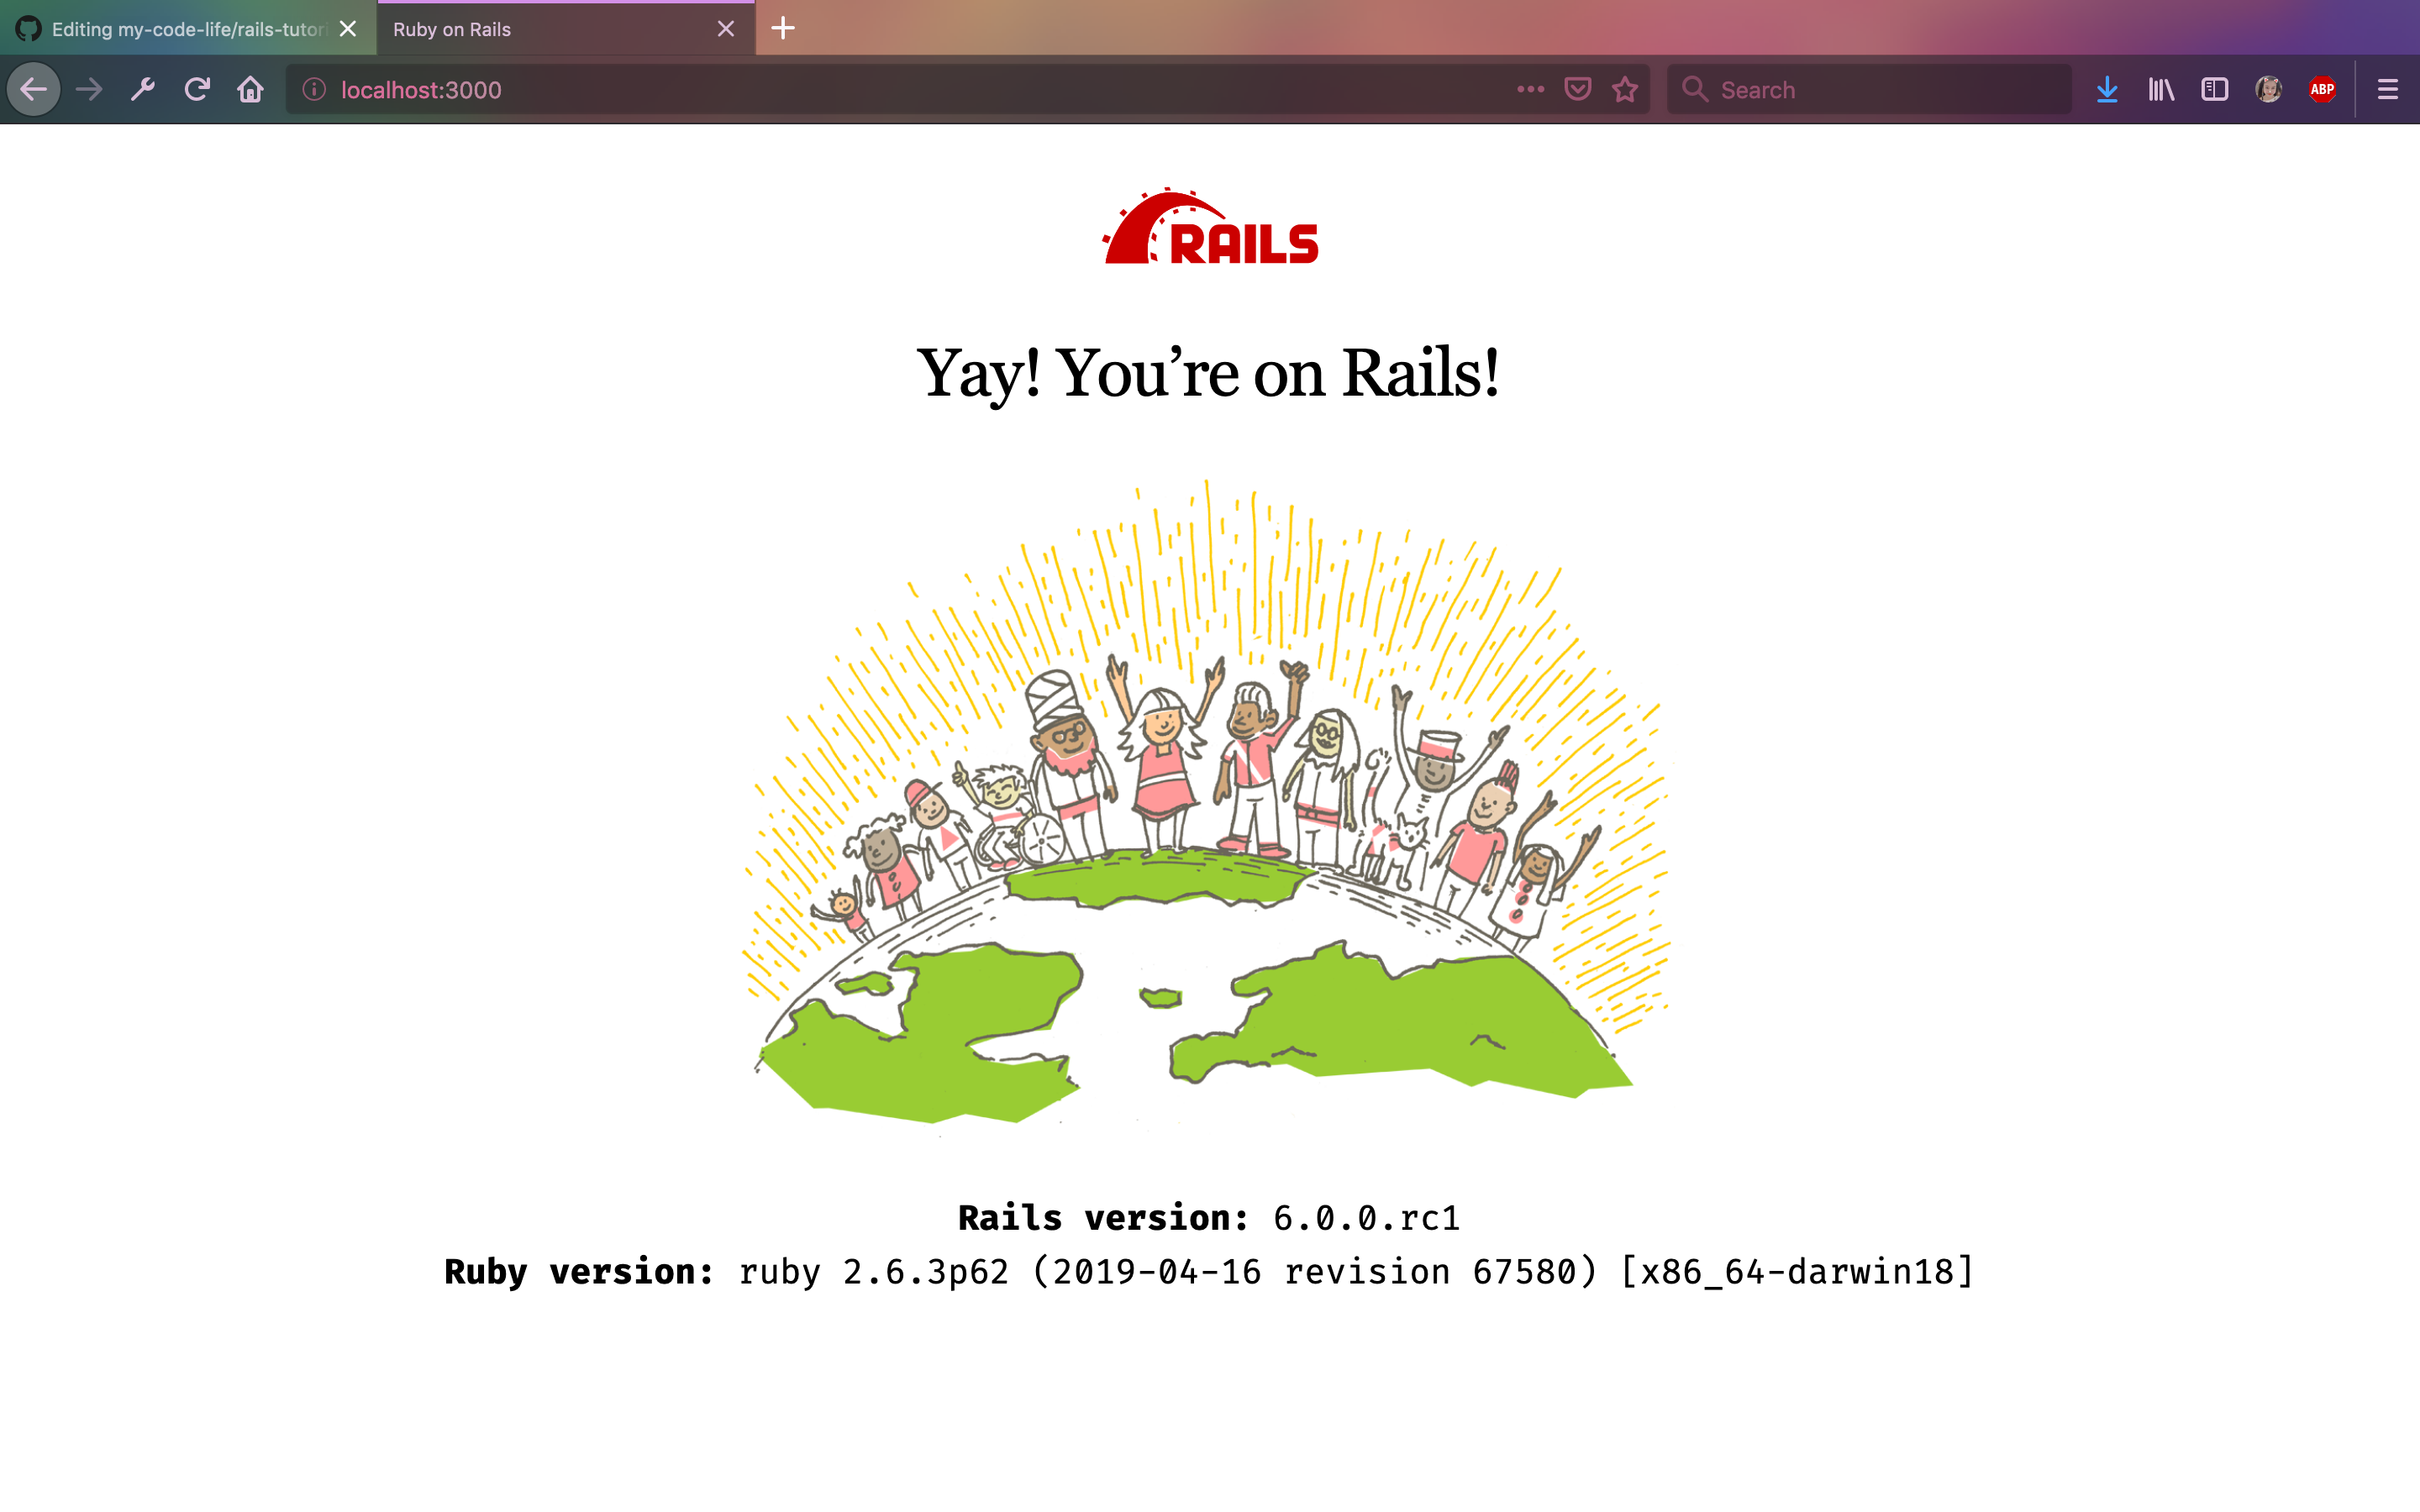 Editing my-code-life/rails-tutori
Ruby on Rails
localhost:3000
Search
ABP
RAILS
Yay! You’re on Rails!
Rails version: 6.0.0.rc1
Ruby version: ruby 2.6.3p62 (2019-04-16 revision 67580) [x86_64-darwin18]